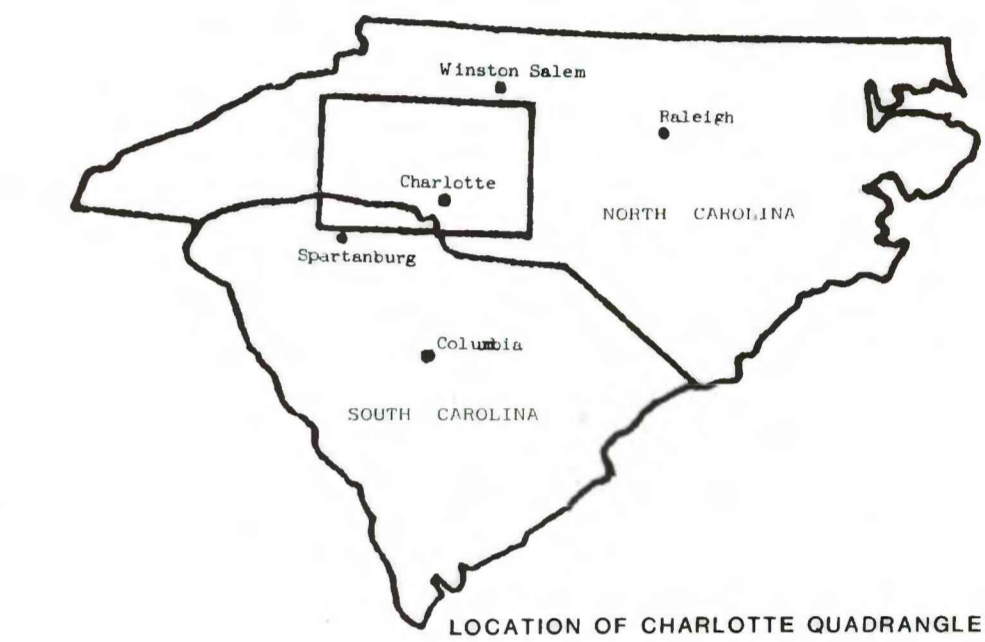 Winston Salem
Raleigh
Charlotte
NORTH CAROLINA
Spartanburg
Columbia
SOUTH CAROLINA
LOCATION OF CHARLOTTE QUADRANGLE